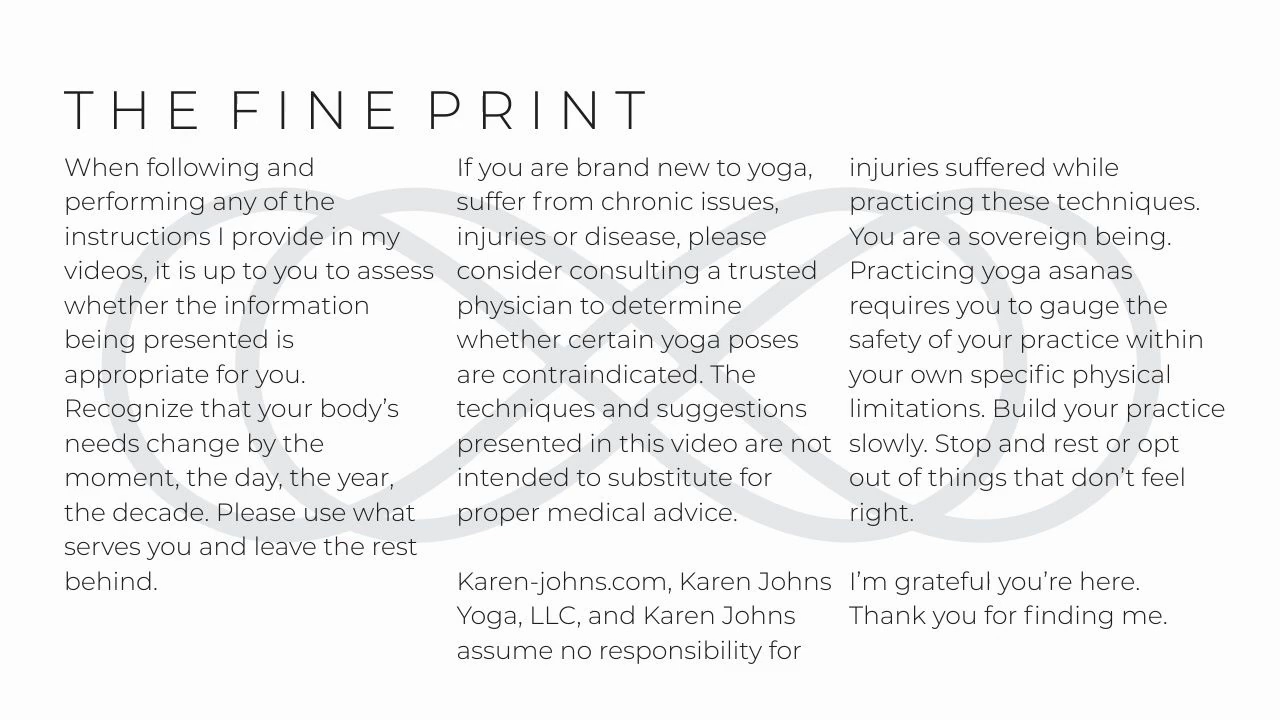 THE FINE PRINT
When following and
performing any of the
instructions I provide in my
videos, it is up to you to assess
whether the information
being presented is
appropriate for you.
Recognize that your body’s
needs change by the
moment, the day, the year,
the decade. Please use what
serves you and leave the rest
behind.
If you are brand new to yoga,
suffer from chronic issues,
injuries or disease, please
consider consulting a trusted
physician to determine
whether certain yoga poses
are contraindicated. The
techniques and suggestions
presented in this video are not
intended to substitute for
proper medical advice.
Karen-johns.com, Karen Johns
Yoga, LLC, and Karen Johns
assume no responsibility for
injuries suffered while
practicing these techniques.
You are a sovereign being.
Practicing yoga asanas
requires you to gauge the
safety of your practice within
your own specific physical
limitations. Build your practice
slowly. Stop and rest or opt
out of things that don’t feel
right.
I’m grateful you’re here.
Thank you for finding me.